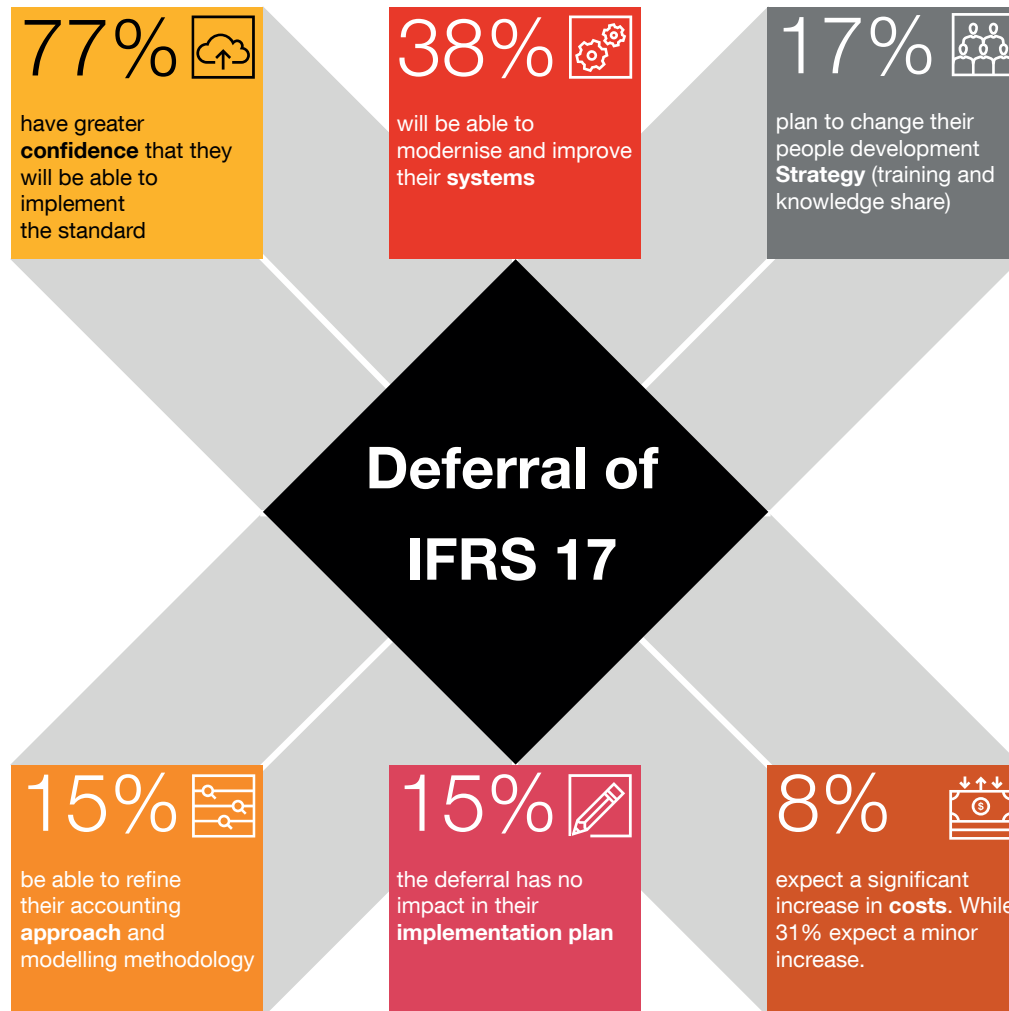 77%
have greater
confidence that they
will be able to
implement
the standard
38%
will be able to
modernise and improve
their systems
17%
plan to change their
people development
Strategy (training and
knowledge share)
Deferral of
IFRS 17
15%
be able to refine
their accounting
approach and
modelling methodology
15%
the deferral has no
impact in their
implementation plan
8%
$
expect a significant
increase in costs. While
31% expect a minor
increase.